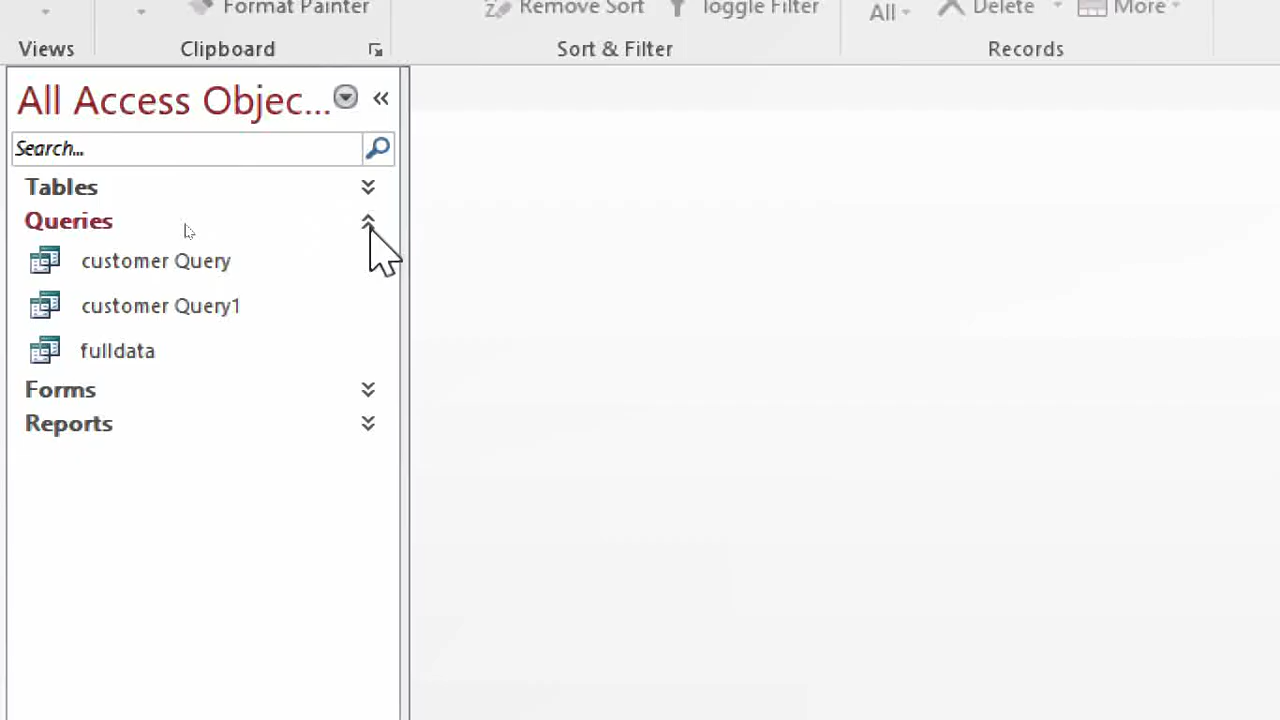 Format Painter Remove Sort Toggle Filter All Delete More
Views Clipboard Sort & Filter Records
All Access Objec...
Search...
Tables
Queries
customer Query
customer Query1
fulldata
Forms
Reports